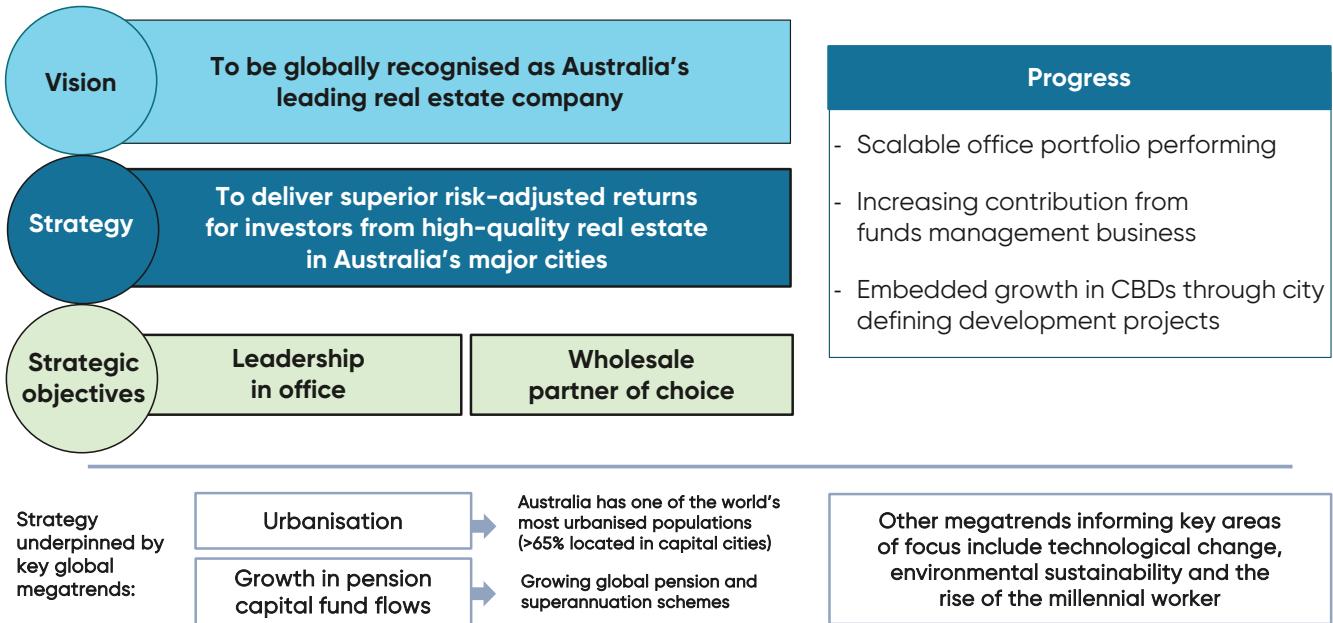 Vision
To be globally recognised as Australia's
leading real estate company
Strategy
To deliver superior risk-adjusted returns
for investors from high-quality real estate
in Australia's major cities
Strategic
objectives
Leadership
in office
Wholesale
partner of choice
Progress
- Scalable office portfolio performing
- Increasing contribution from
funds management business
- Embedded growth in CBDs through city
defining development projects
Strategy
underpinned by
key global
megatrends:
Urbanisation
Australia has one of the world's
most urbanised populations
(>65% located in capital cities)
Growth in pension
capital fund flows
Growing global pension and
superannuation schemes
Other megatrends informing key areas
of focus include technological change,
environmental sustainability and the
rise of the millennial worker